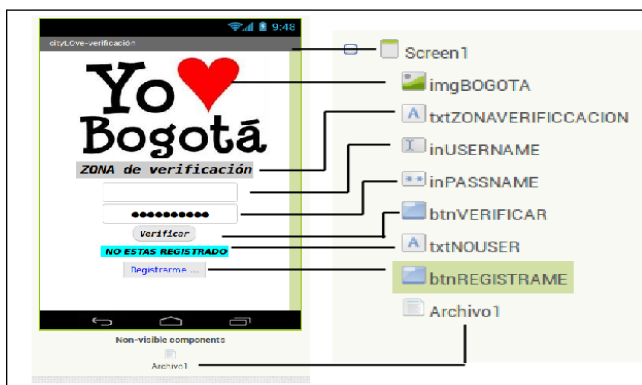 9:48
cityLOve-verificación
Yo
Bogotá
ZONA de verificación
Verificar
NO ESTAS REGISTRADO
Registrarme ...
Non-visible components
Archivo1
Screen1
imgBOGOTA
txtZONAVERIFICCACION
inUSERNAME
inPASSNAME
btnVERIFICAR
txtNOUSER
btnREGISTRAME
Archivo1